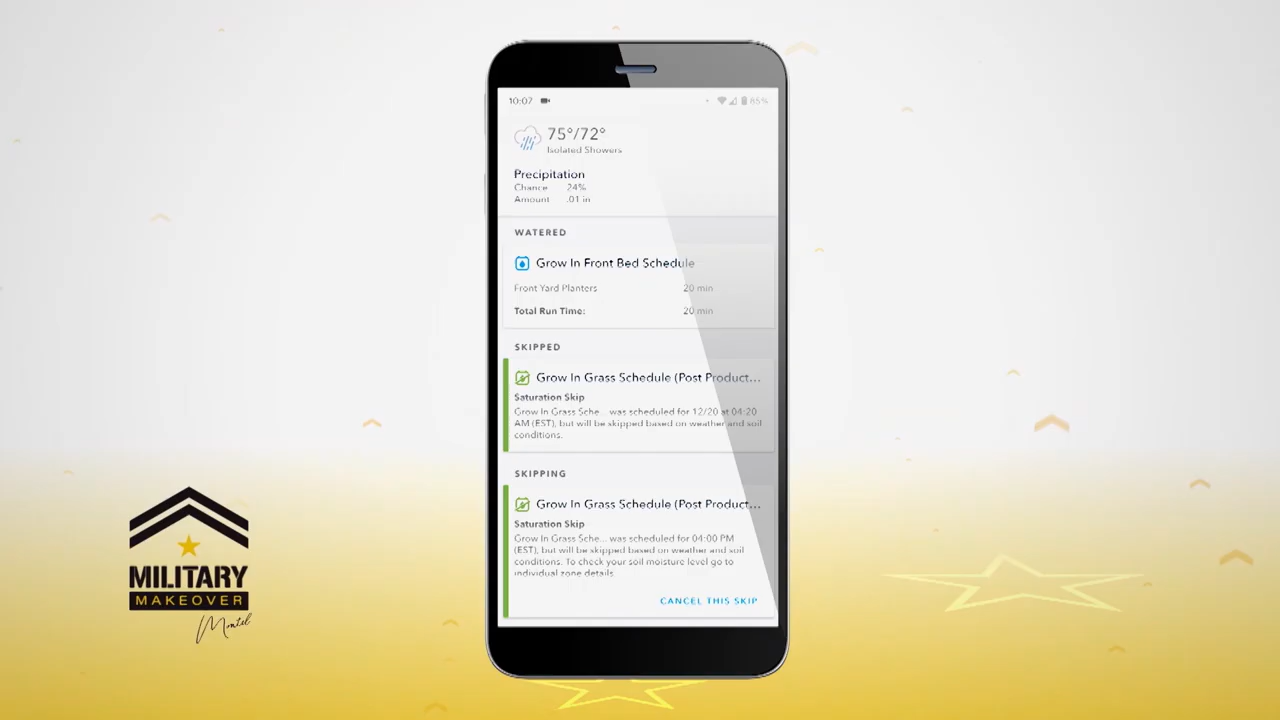 10:07
85%
75°/72°
Isolated Showers
Precipitation
Chance 24%
Amount .01 in
WATERED
Grow In Front Bed Schedule
Front Yard Planters 20 min
Total Run Time: 20 min
SKIPPED
Grow In Grass Schedule (Post Product...
Saturation Skip
Grow In Grass Sche... was scheduled for 12/20 at 04:20
AM (EST), but will be skipped based on weather and soil
conditions.
SKIPPING
Grow In Grass Schedule (Post Product...
Saturation Skip
Grow In Grass Sche... was scheduled for 04:00 PM
(EST), but will be skipped based on weather and soil
conditions. To check your soil moisture level go to
individual zone details
CANCEL THIS SKIP
MILITARY
MAKEOVER
Montel